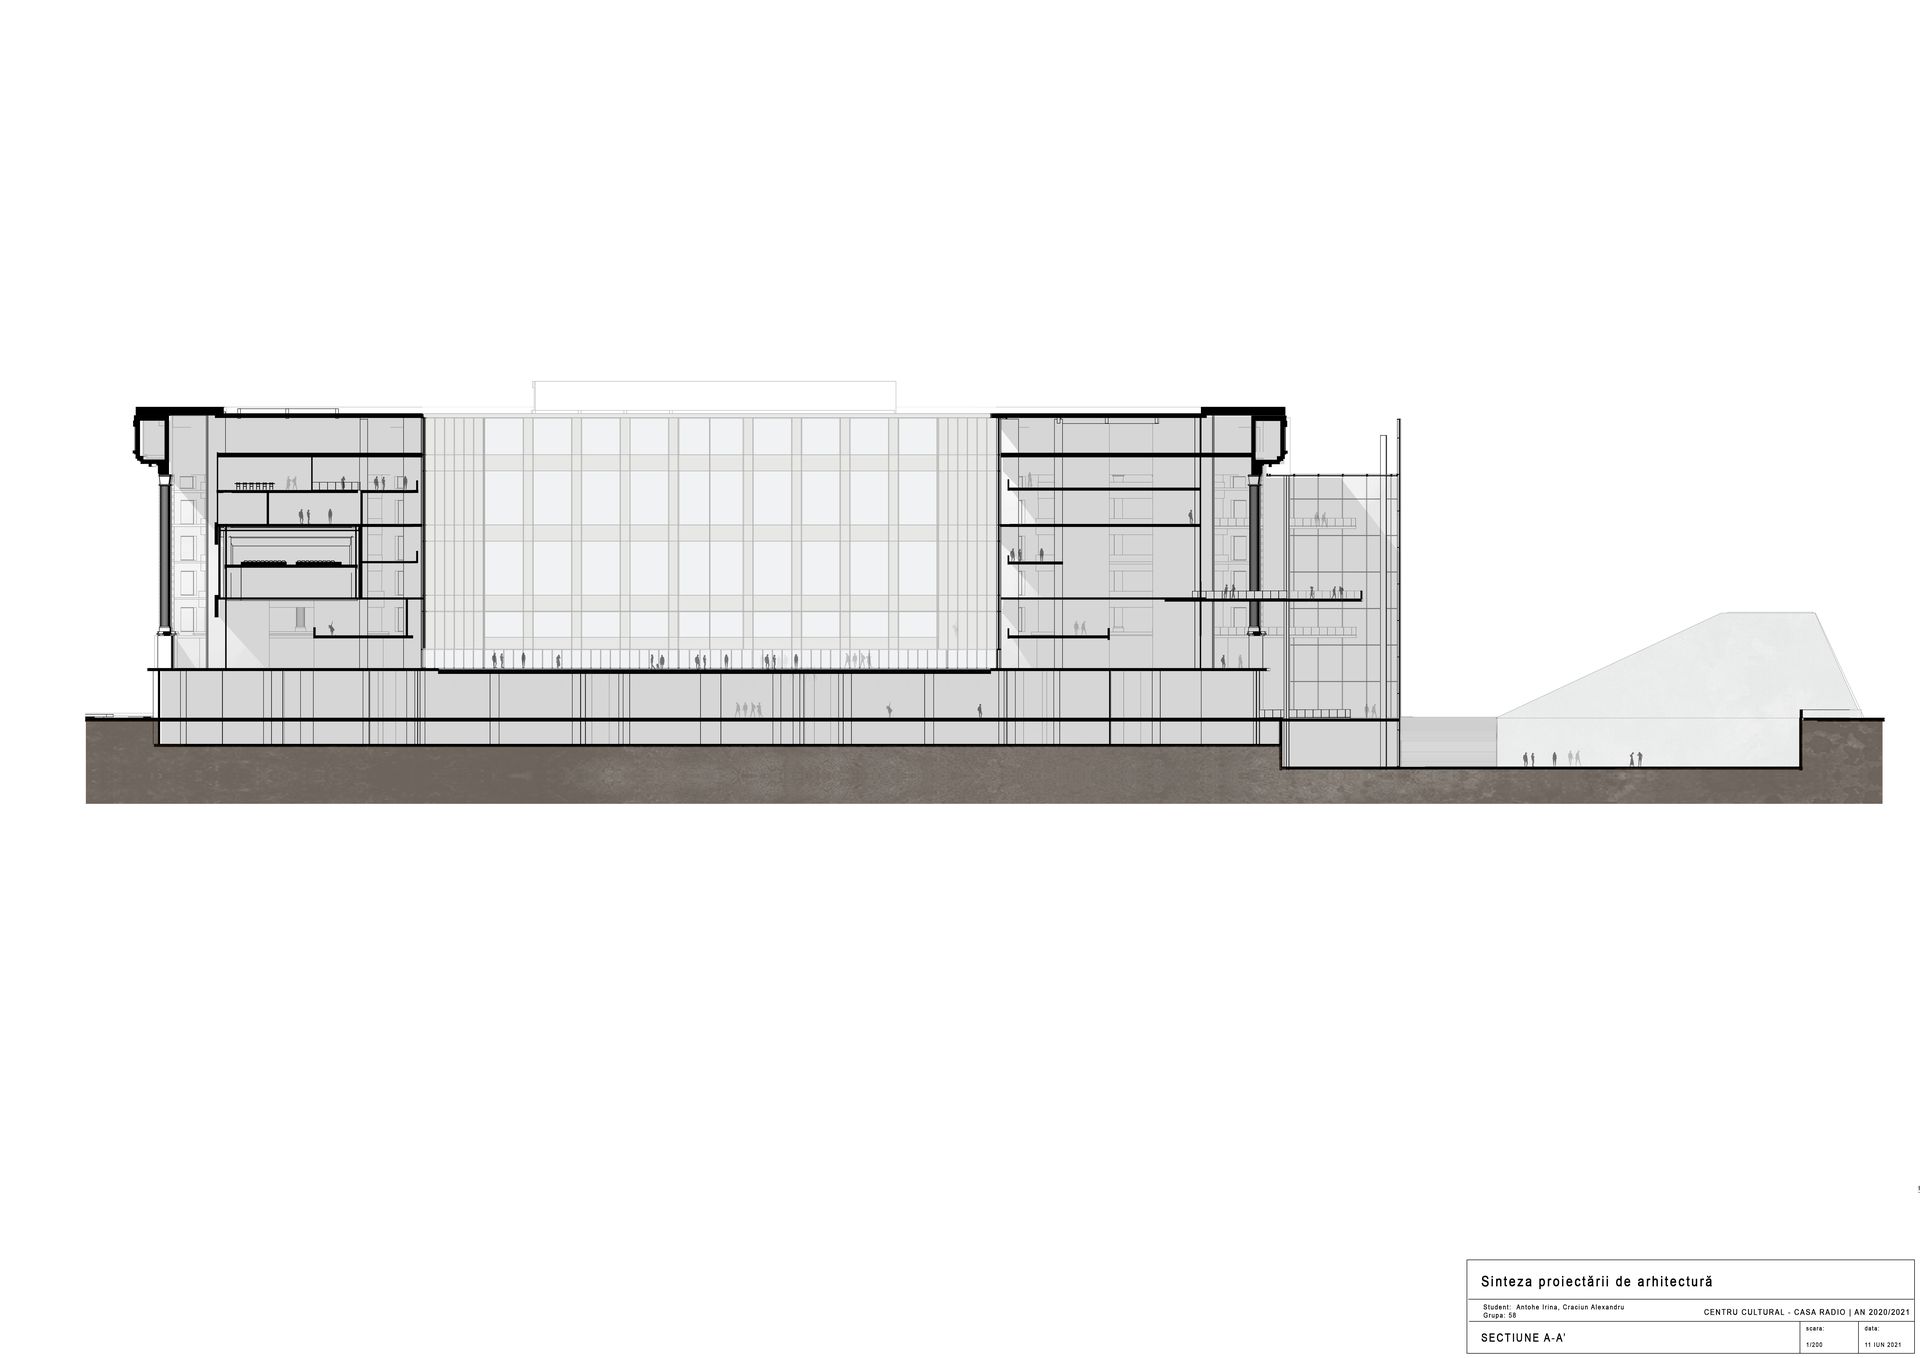 Sinteza proiectării de arhitectură
Student: Antohe Irina, Craciun Alexandru
Grupa: 58
CENTRU CULTURAL - CASA RADIO | AN 2020/2021
SECTIUNE A-A'
scara:
1/200
data:
11 IUN 2021